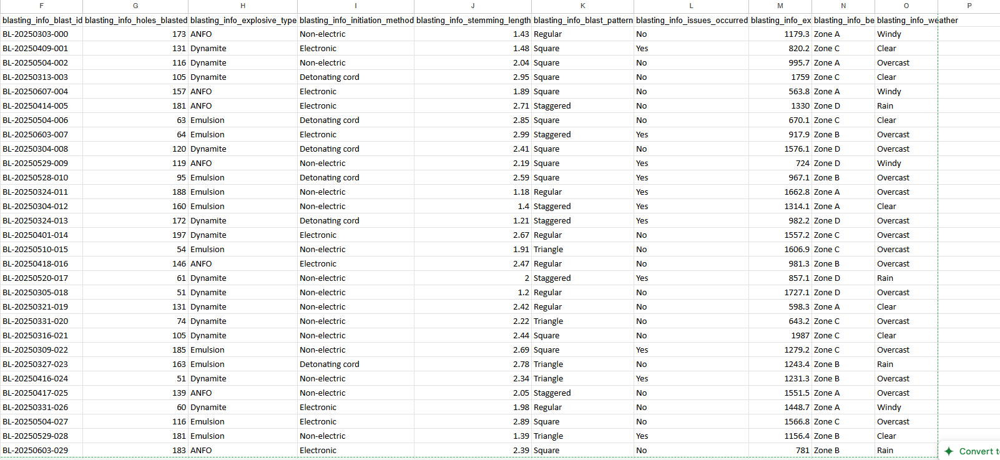 F G H I J K L M N O P
blasting_info_blast_id blasting_info_holes_blasted blasting_info_explosive_type blasting_info_initiation_method blasting_info_stemming_length blasting_info_blast_pattern blasting_info_issues_occurred blasting_info_ex blasting_info_be blasting_info_weather
BL-20250303-000 173 ANFO Non-electric 1.43 Regular No 1179.3 Zone A Windy
BL-20250409-001 131 Dynamite Electronic 1.48 Square Yes 820.2 Zone C Clear
BL-20250504-002 116 Dynamite Non-electric 2.04 Square No 995.7 Zone A Overcast
BL-20250313-003 105 Dynamite Detonating cord 2.95 Square No 1759 Zone C Clear
BL-20250607-004 157 ANFO Electronic 1.89 Square No 563.8 Zone A Windy
BL-20250414-005 181 ANFO Electronic 2.71 Staggered No 1330 Zone D Rain
BL-20250504-006 63 Emulsion Detonating cord 2.85 Square No 670.1 Zone C Clear
BL-20250603-007 64 Emulsion Electronic 2.99 Staggered Yes 917.9 Zone B Overcast
BL-20250304-008 120 Dynamite Detonating cord 2.41 Square No 1576.1 Zone D Overcast
BL-20250529-009 119 ANFO Non-electric 2.19 Square Yes 724 Zone D Windy
BL-20250528-010 95 Emulsion Detonating cord 2.59 Square Yes 967.1 Zone B Overcast
BL-20250324-011 188 Emulsion Non-electric 1.18 Regular Yes 1662.8 Zone A Overcast
BL-20250304-012 160 Emulsion Non-electric 1.4 Staggered Yes 1314.1 Zone A Clear
BL-20250324-013 172 Dynamite Detonating cord 1.21 Staggered Yes 982.2 Zone D Overcast
BL-20250401-014 197 Dynamite Electronic 2.67 Regular No 1557.2 Zone C Overcast
BL-20250510-015 54 Emulsion Non-electric 1.91 Triangle No 1606.9 Zone C Overcast
BL-20250418-016 146 ANFO Electronic 2.47 Regular No 981.3 Zone B Overcast
BL-20250520-017 61 Dynamite Non-electric 2 Staggered Yes 857.1 Zone D Rain
BL-20250305-018 51 Dynamite Non-electric 1.2 Regular No 1727.1 Zone D Overcast
BL-20250321-019 131 Dynamite Non-electric 2.42 Regular No 598.3 Zone A Clear
BL-20250331-020 74 Dynamite Non-electric 2.22 Triangle No 643.2 Zone C Overcast
BL-20250316-021 105 Dynamite Non-electric 2.44 Square No 1987 Zone C Clear
BL-20250309-022 185 Emulsion Non-electric 2.69 Square Yes 1279.2 Zone C Overcast
BL-20250327-023 163 Emulsion Detonating cord 2.78 Triangle No 1243.4 Zone B Rain
BL-20250416-024 51 Dynamite Non-electric 2.34 Triangle Yes 1231.3 Zone B Overcast
BL-20250417-025 139 ANFO Non-electric 2.05 Staggered No 1551.5 Zone A Overcast
BL-20250331-026 60 Dynamite Electronic 1.98 Regular No 1448.7 Zone A Windy
BL-20250504-027 116 Emulsion Electronic 2.89 Square No 1566.8 Zone C Overcast
BL-20250529-028 181 Emulsion Non-electric 1.39 Triangle Yes 1156.4 Zone B Clear
BL-20250603-029 183 ANFO Electronic 2.39 Square No 781 Zone B Rain
Convert t